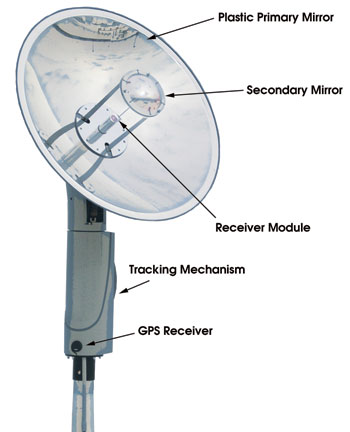 Plastic Primary Mirror
Secondary Mirror
Receiver Module
Tracking Mechanism
GPS Receiver